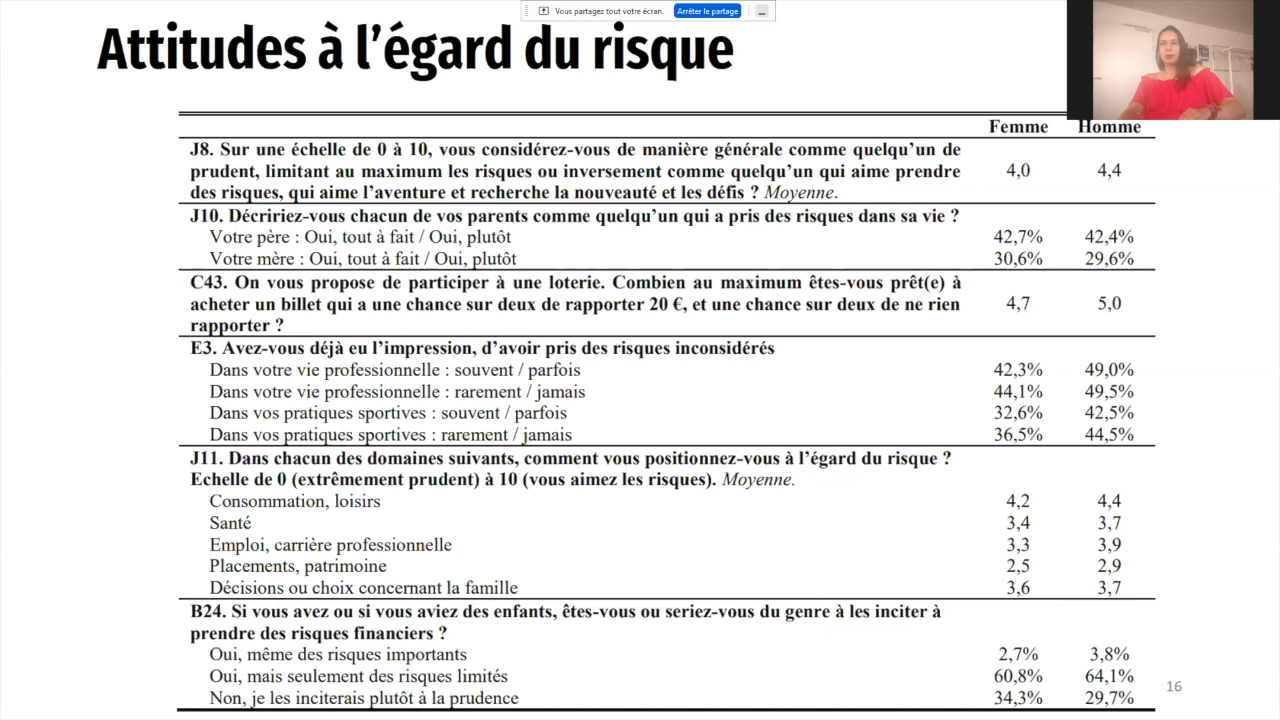 Vous partagez tout votre écran. Arrêter le partage
Attitudes à l’égard du risque
Femme Homme
J8. Sur une échelle de 0 à 10, vous considérez-vous de manière générale comme quelqu’un de
prudent, limitant au maximum les risques ou inversement comme quelqu’un qui aime prendre 4,0 4,4
des risques, qui aime l’aventure et recherche la nouveauté et les défis ? Moyenne.
J10. Décririez-vous chacun de vos parents comme quelqu’un qui a pris des risques dans sa vie ?
Votre père : Oui, tout à fait / Oui, plutôt 42,7% 42,4%
Votre mère : Oui, tout à fait / Oui, plutôt 30,6% 29,6%
C43. On vous propose de participer à une loterie. Combien au maximum êtes-vous prêt(e) à
acheter un billet qui a une chance sur deux de rapporter 20 €, et une chance sur deux de ne rien 4,7 5,0
rapporter ?
E3. Avez-vous déjà eu l’impression, d’avoir pris des risques inconsidérés
Dans votre vie professionnelle : souvent / parfois 42,3% 49,0%
Dans votre vie professionnelle : rarement / jamais 44,1% 49,5%
Dans vos pratiques sportives : souvent / parfois 32,6% 42,5%
Dans vos pratiques sportives : rarement / jamais 36,5% 44,5%
J11. Dans chacun des domaines suivants, comment vous positionnez-vous à l’égard du risque ?
Echelle de 0 (extrêmement prudent) à 10 (vous aimez les risques). Moyenne.
Consommation, loisirs 4,2 4,4
Santé 3,4 3,7
Emploi, carrière professionnelle 3,3 3,9
Placements, patrimoine 2,5 2,9
Décisions ou choix concernant la famille 3,6 3,7
B24. Si vous avez ou si vous aviez des enfants, êtes-vous ou seriez-vous du genre à les inciter à
prendre des risques financiers ?
Oui, même des risques importants 2,7% 3,8%
Oui, mais seulement des risques limités 60,8% 64,1%
Non, je les inciterais plutôt à la prudence 34,3% 29,7%
16